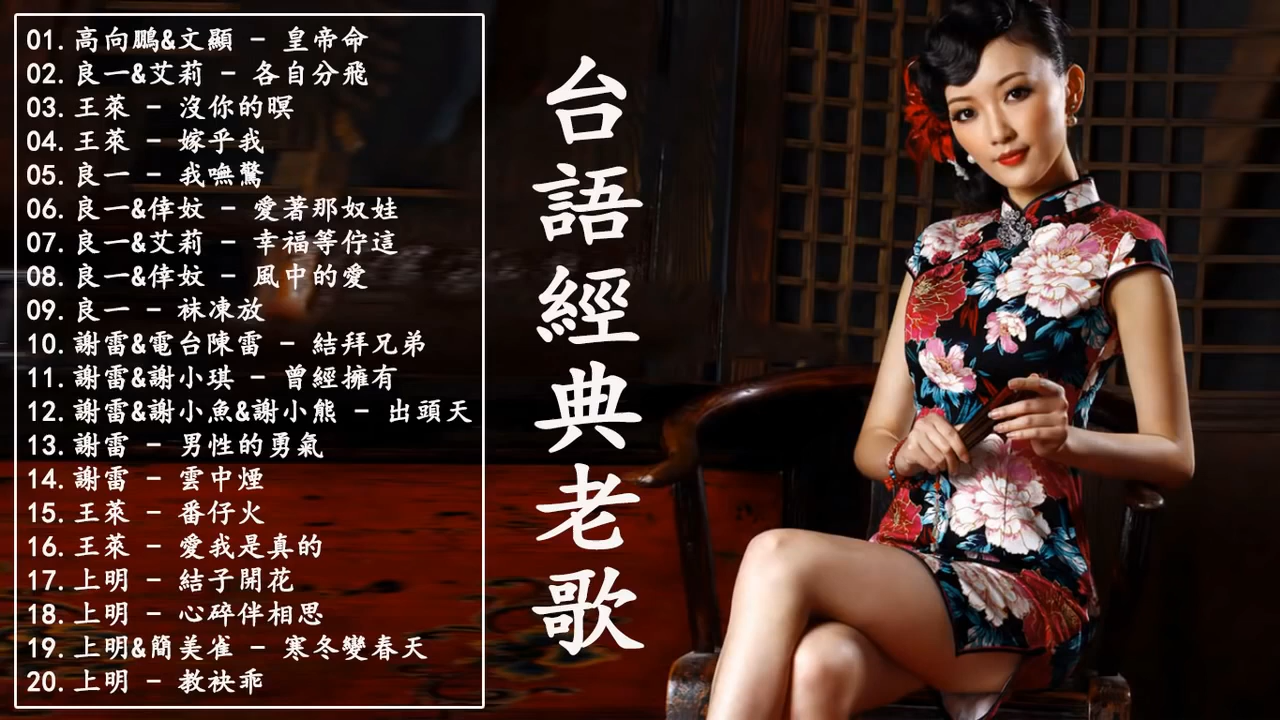 01. 高向鵬&文顯 - 皇帝命
02. 良一&艾莉 - 各自分飛
03. 王萊 - 沒你的暝
04. 王萊 - 嫁乎我
05. 良一 - 我嘸驚
06. 良一&倖妏 - 愛著那奴娃
07. 良一&艾莉 - 幸福等佇這
08. 良一&倖妏 - 風中的愛
09. 良一 - 袜凍放
10. 謝雷&電台陳雷 - 結拜兄弟
11. 謝雷&謝小琪 - 曾經擁有
12. 謝雷&謝小魚&謝小熊 - 出頭天
13. 謝雷 - 男性的勇氣
14. 謝雷 - 雲中煙
15. 王萊 - 番仔火
16. 王萊 - 愛我是真的
17. 上明 - 結子開花
18. 上明 - 心碎伴相思
19. 上明&簡美雀 - 寒冬變春天
20. 上明 - 教袂乖
台語經典老歌